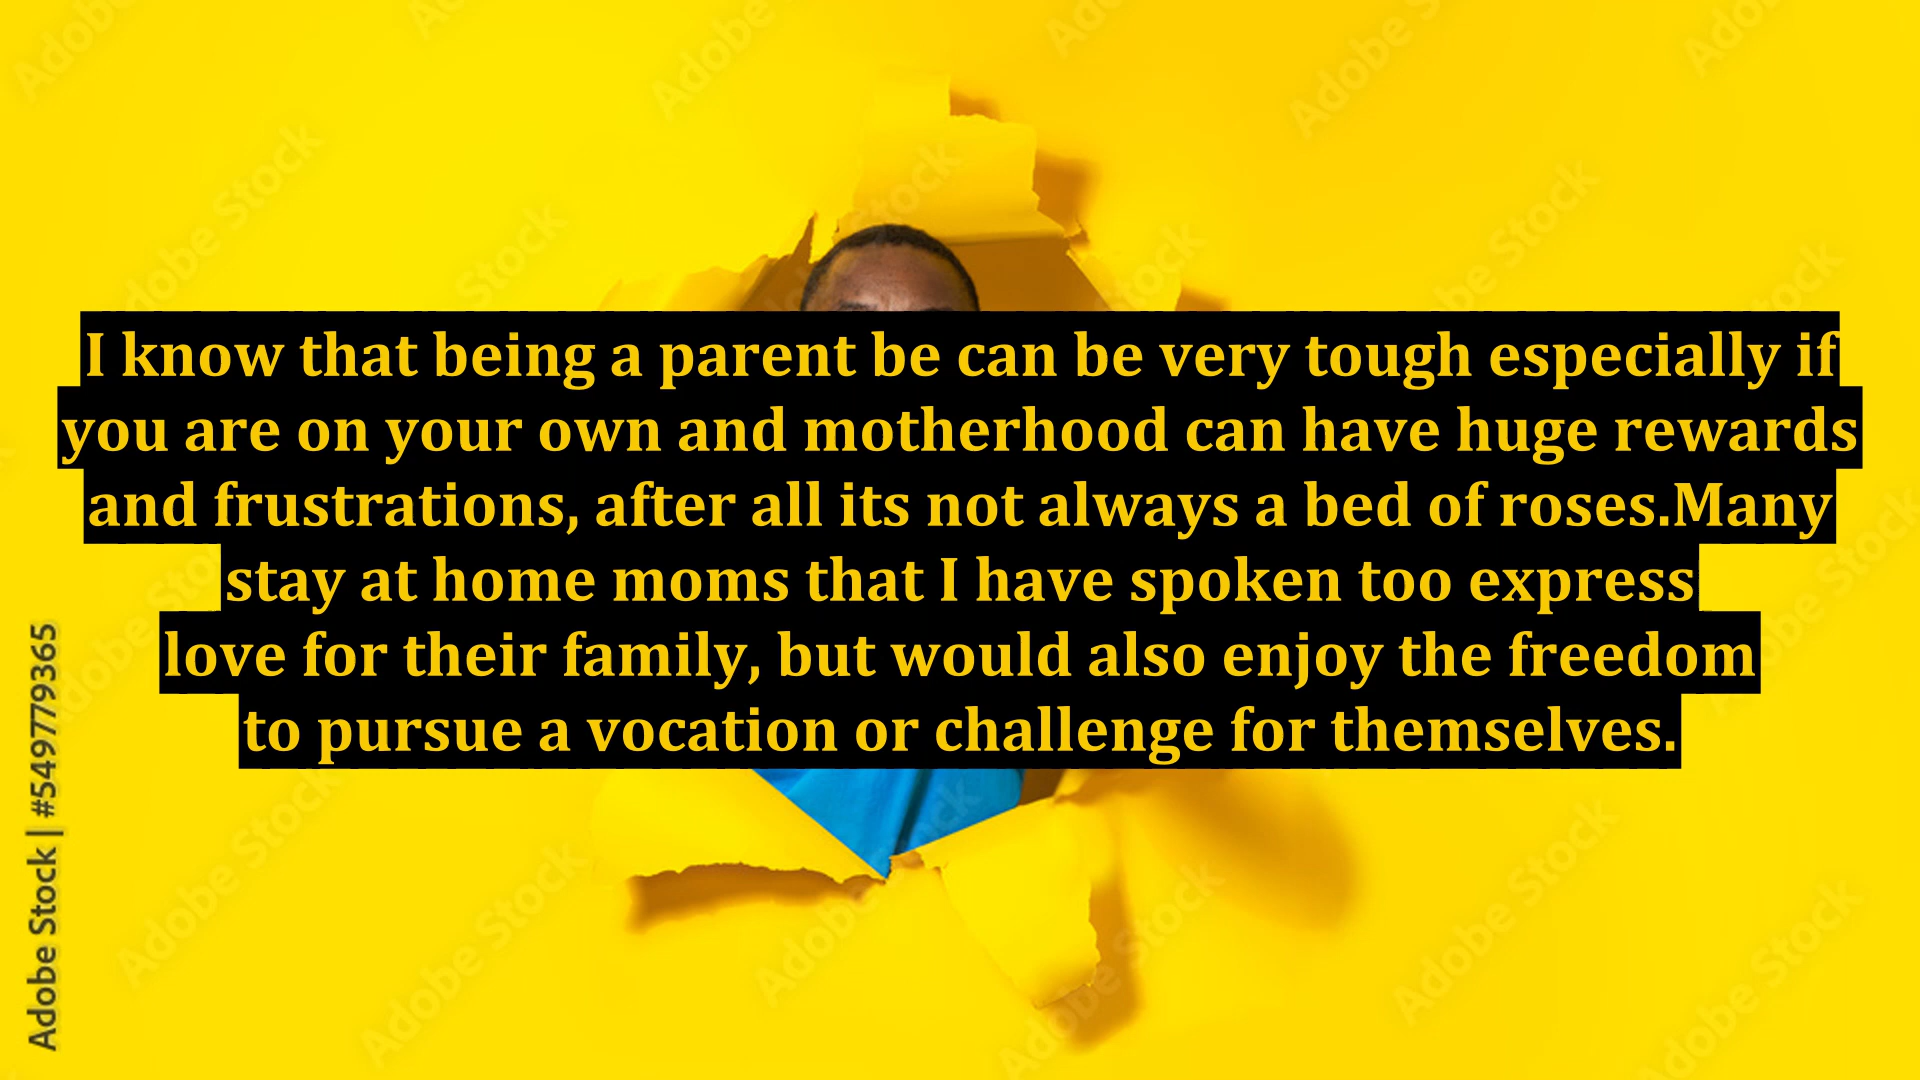 I know that being a parent be can be very tough especially if
you are on your own and motherhood can have huge rewards
and frustrations, after all its not always a bed of roses.Many
stay at home moms that I have spoken too express
love for their family, but would also enjoy the freedom
to pursue a vocation or challenge for themselves.
Adobe Stock | #549779365